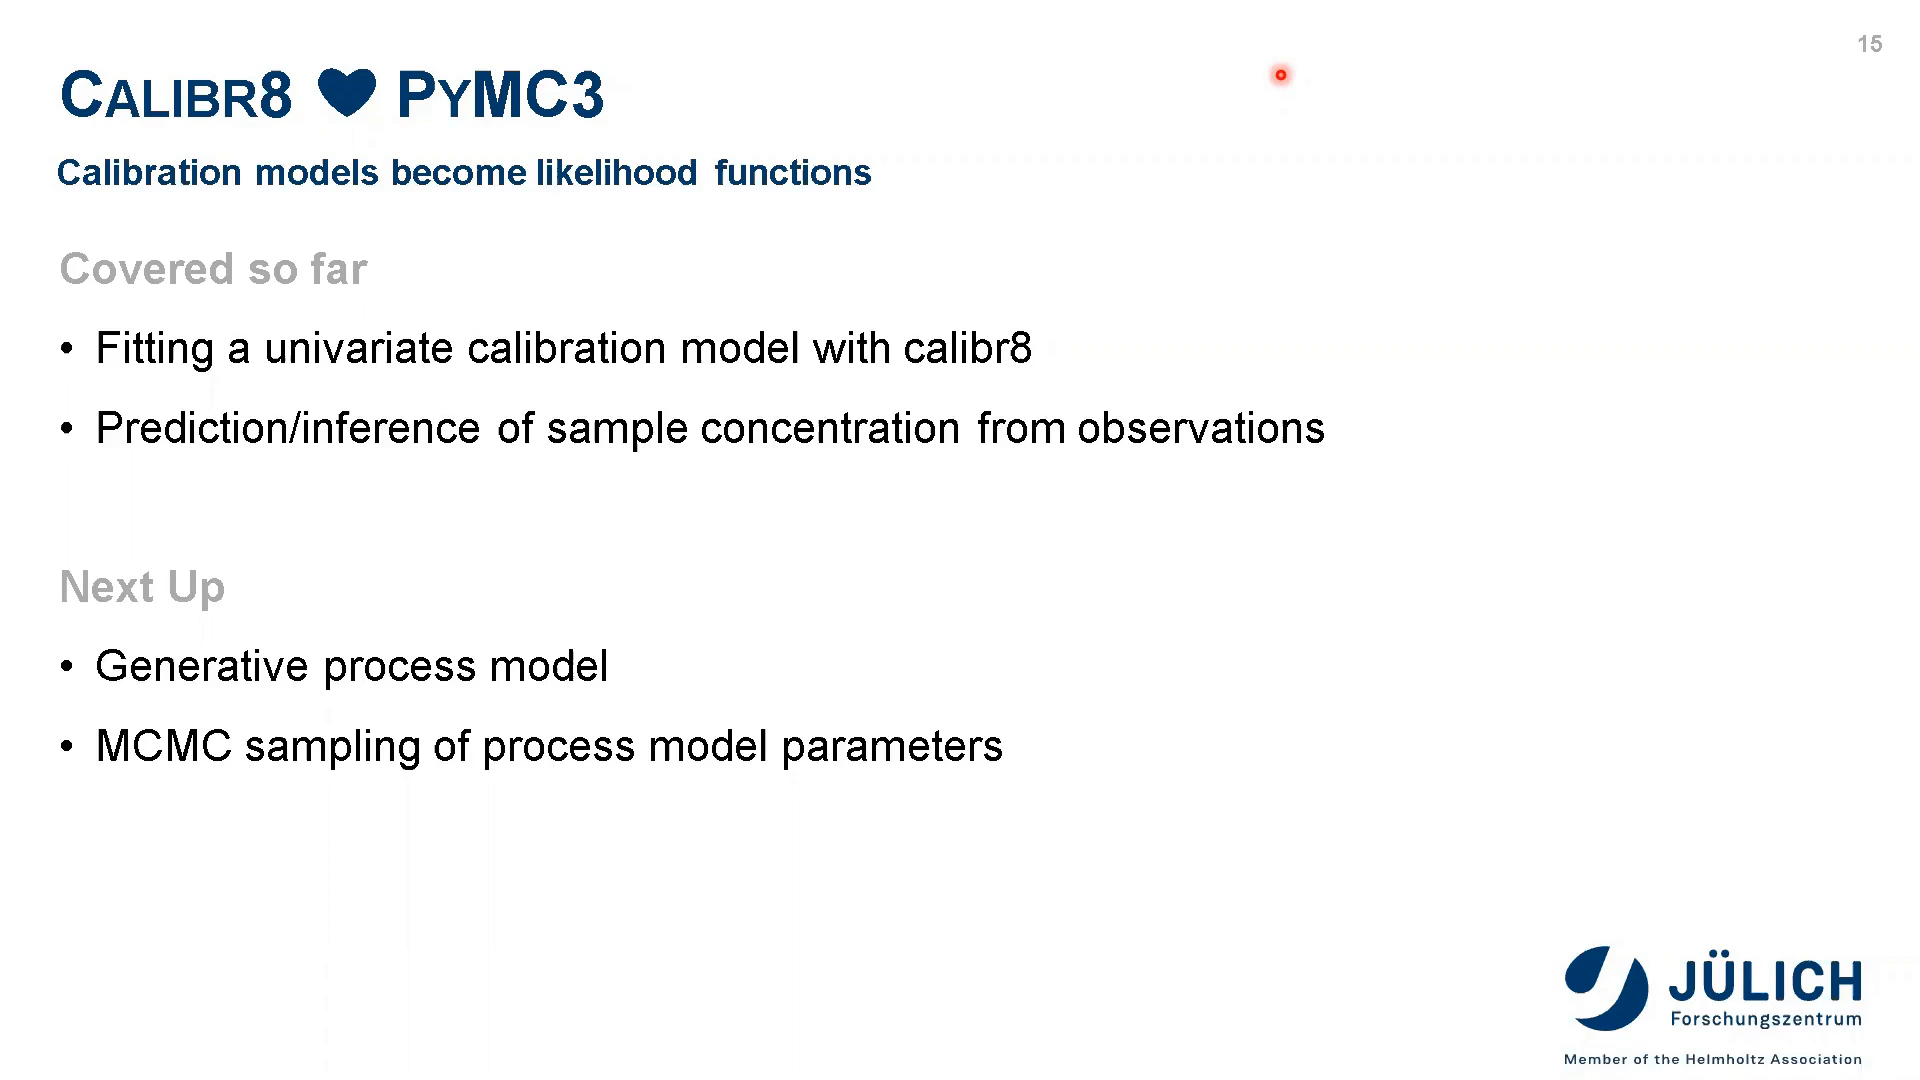 15
CALIBR8 ♥ PYMC3
Calibration models become likelihood functions
Covered so far
• Fitting a univariate calibration model with calibr8
• Prediction/inference of sample concentration from observations
Next Up
• Generative process model
• MCMC sampling of process model parameters
JÜLICH
Forschungszentrum
Member of the Helmholtz Association